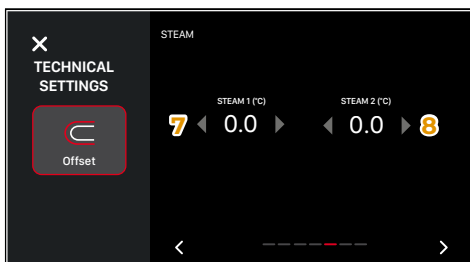 STEAM
TECHNICAL
SETTINGS
Offset
STEAM 1 (°C)
STEAM 2 (°C)
7 0.0
0.0 8